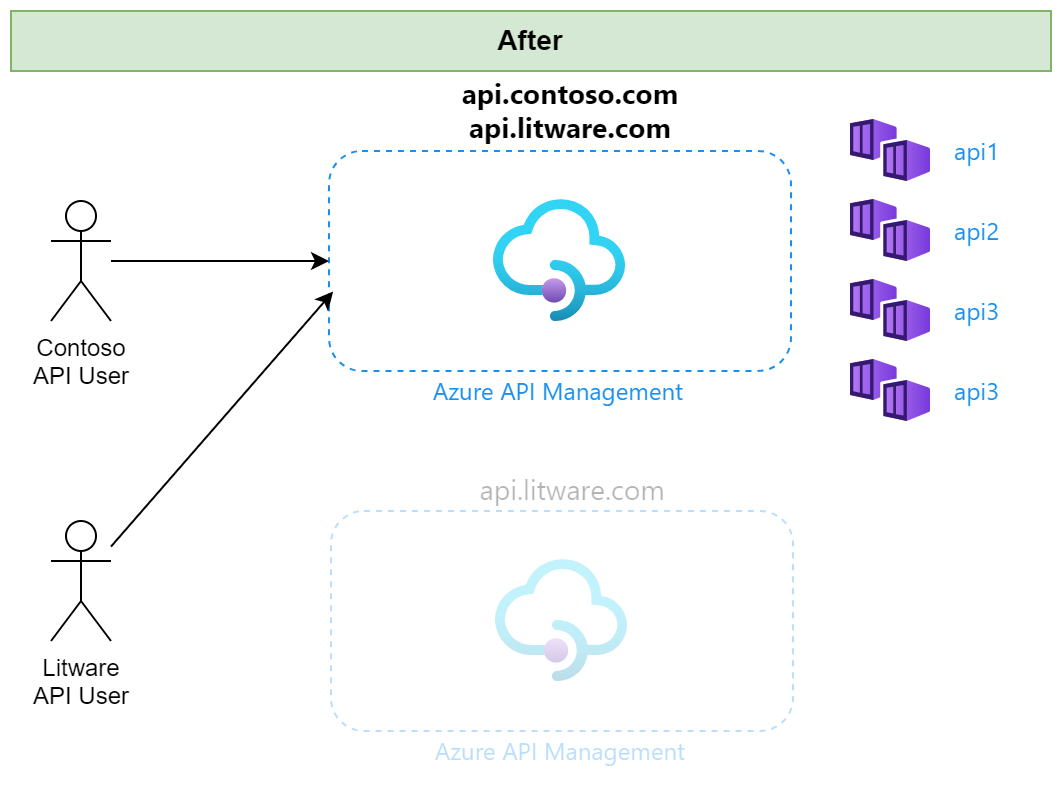 After
api.contoso.com
api.litware.com
api1
api2
api3
api3
Contoso
API User
Azure API Management
api.litware.com
Litware
API User
Azure API Management